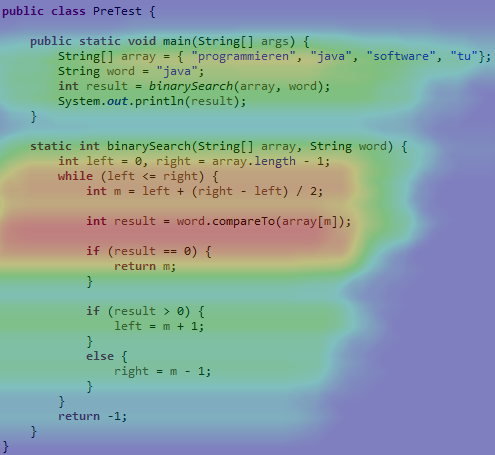 public class PreTest {
public static void main(String[] args) {
String[] array = { "programmieren", "java", "software", "tu"};
String word = "java";
int result = binarySearch(array, word);
System.out.println(result);
}
static int binarySearch(String[] array, String word) {
int left = 0, right = array.length - 1;
while (left <= right) {
int m = left + (right - left) / 2;
int result = word.compareTo(array[m]);
if (result == 0) {
return m;
}
if (result > 0) {
left = m + 1;
}
else {
right = m - 1;
}
}
return -1;
}
}